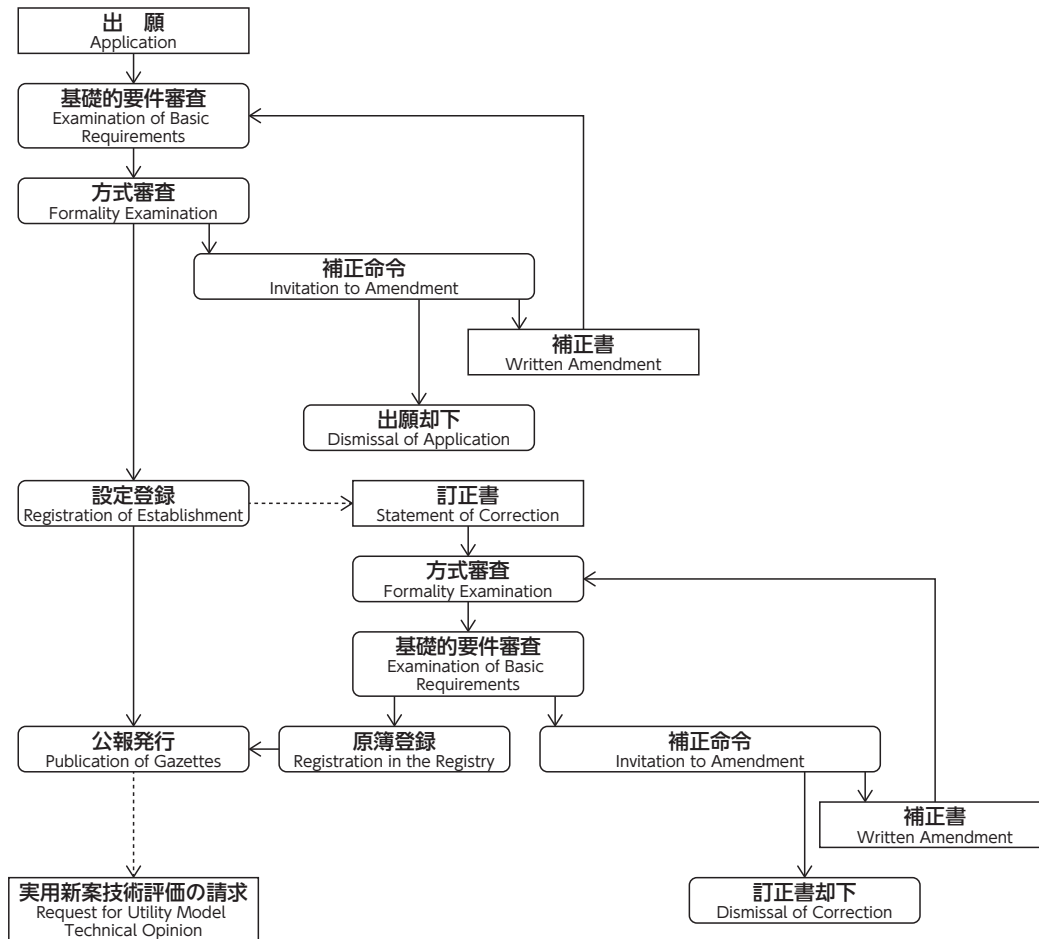 出　願
Application
基礎的要件審査
Examination of Basic
Requirements
方式審査
Formality Examination
補正命令
Invitation to Amendment
補正書
Written Amendment
出願却下
Dismissal of Application
設定登録
Registration of Establishment
訂正書
Statement of Correction
方式審査
Formality Examination
基礎的要件審査
Examination of Basic
Requirements
公報発行
Publication of Gazettes
原簿登録
Registration in the Registry
補正命令
Invitation to Amendment
補正書
Written Amendment
実用新案技術評価の請求
Request for Utility Model
Technical Opinion
訂正書却下
Dismissal of Correction